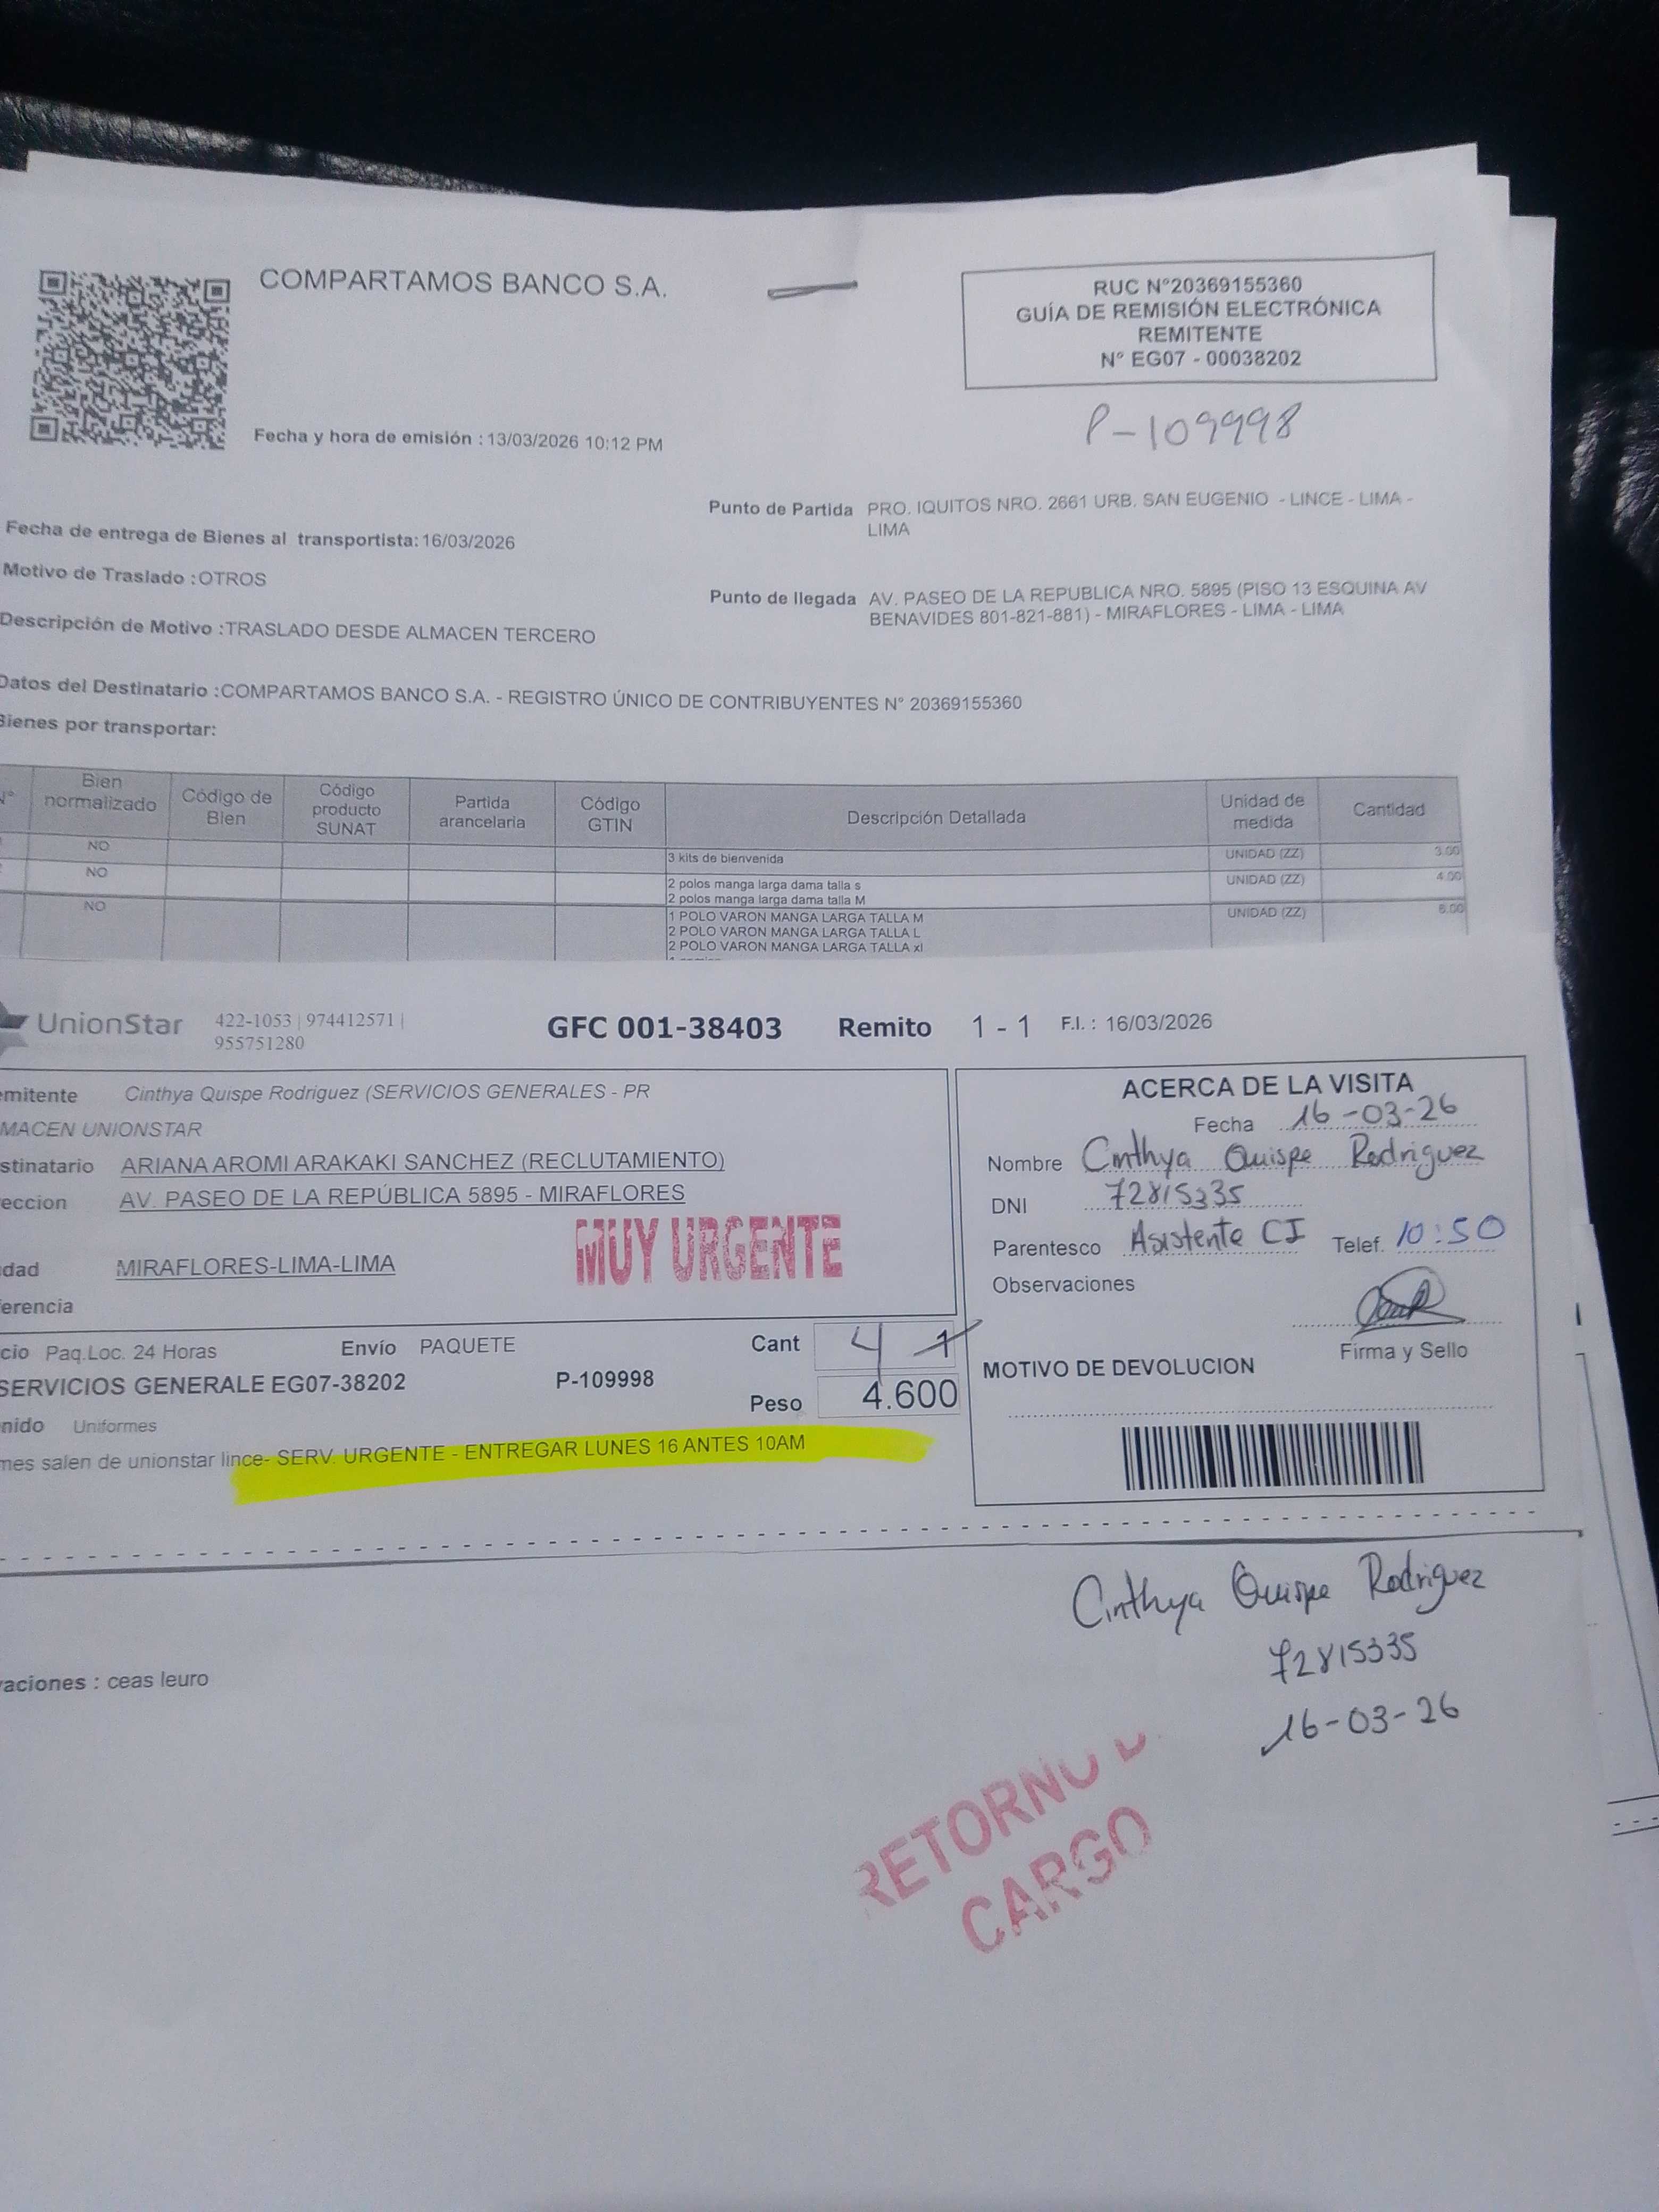 COMPARTAMOS BANCO S.A.
RUC N°20369155360
GUÍA DE REMISIÓN ELECTRÓNICA
REMITENTE
N° EG07 - 00038202
P-109998
Fecha y hora de emisión : 13/03/2026 10:12 PM
Punto de Partida PRO. IQUITOS NRO. 2661 URB. SAN EUGENIO - LINCE - LIMA -
LIMA
Fecha de entrega de Bienes al transportista: 16/03/2026
Motivo de Traslado : OTROS
Punto de llegada AV. PASEO DE LA REPUBLICA NRO. 5895 (PISO 13 ESQUINA AV
BENAVIDES 801-821-881) - MIRAFLORES - LIMA - LIMA
Descripción de Motivo : TRASLADO DESDE ALMACEN TERCERO
Datos del Destinatario : COMPARTAMOS BANCO S.A. - REGISTRO ÚNICO DE CONTRIBUYENTES N° 20369155360
Bienes por transportar:
N° Bien normalizado Código de Bien Código producto SUNAT Partida arancelaria Código GTIN Descripción Detallada Unidad de medida Cantidad
NO 3 kits de bienvenida UNIDAD (ZZ) 3.00
NO 2 polos manga larga dama talla s UNIDAD (ZZ) 4.00
2 polos manga larga dama talla M
NO 1 POLO VARON MANGA LARGA TALLA M UNIDAD (ZZ) 6.00
2 POLO VARON MANGA LARGA TALLA L
2 POLO VARON MANGA LARGA TALLA xl
UnionStar 422-1053 | 974412571 |
955751280
GFC 001-38403 Remito 1 - 1 F.I. : 16/03/2026
emitente Cinthya Quispe Rodriguez (SERVICIOS GENERALES - PR
MACEN UNIONSTAR
stinatario ARIANA AROMI ARAKAKI SANCHEZ (RECLUTAMIENTO)
eccion AV. PASEO DE LA REPÚBLICA 5895 - MIRAFLORES
MUY URGENTE
dad MIRAFLORES-LIMA-LIMA
erencia
cio Paq.Loc. 24 Horas Envío PAQUETE Cant 4 1
SERVICIOS GENERALE EG07-38202 P-109998 Peso 4.600
nido Uniformes
mes salen de unionstar lince- SERV. URGENTE - ENTREGAR LUNES 16 ANTES 10AM
ACERCA DE LA VISITA
Fecha 16-03-26
Nombre Cinthya Quispe Rodriguez
DNI 72815335
Parentesco Asistente CI Telef. 10:50
Observaciones
Firma y Sello
MOTIVO DE DEVOLUCION
Cinthya Quispe Rodriguez
72815335
16-03-26
vaciones : ceas leuro
RETORNO D
CARGO